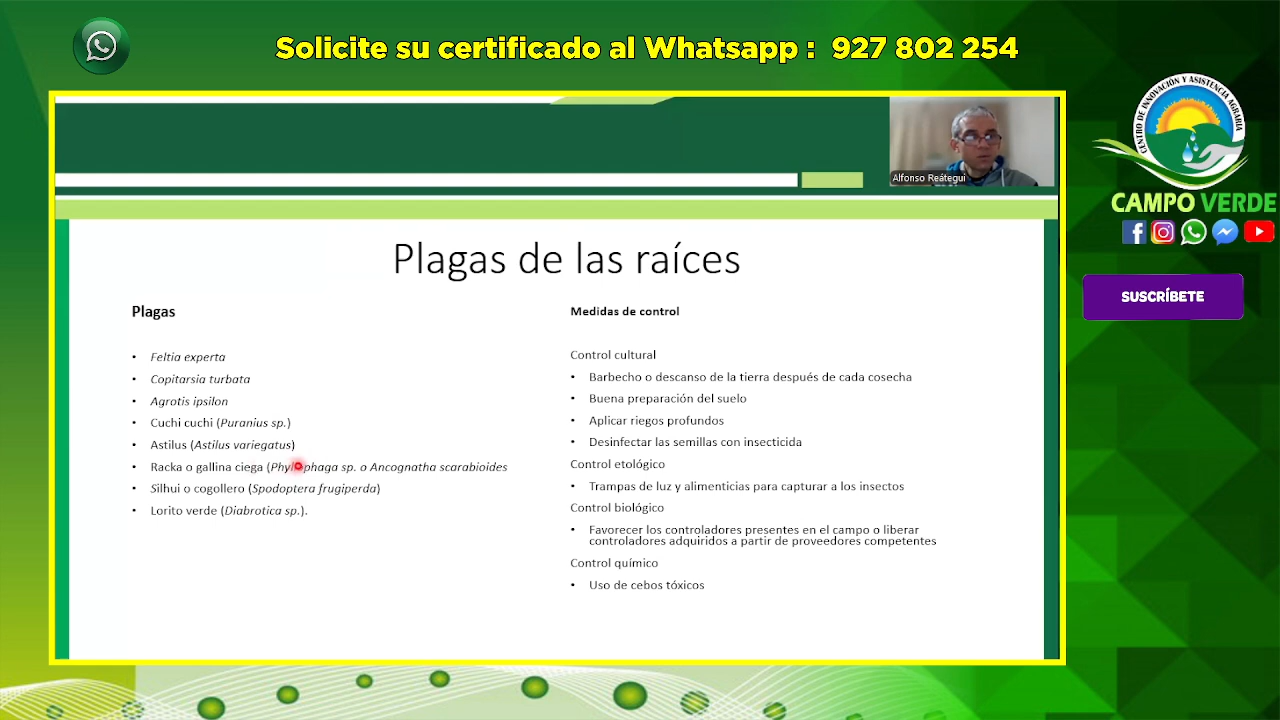 Solicite su certificado al Whatsapp : 927 802 254
Alfonso Reátegui
CENTRO DE INNOVACIÓN Y ASISTENCIA AGRARIA
CAMPO VERDE
SUSCRÍBETE
Plagas de las raíces
Plagas
• Feltia experta
• Copitarsia turbata
• Agrotis ipsilon
• Cuchi cuchi (Puranius sp.)
• Astilus (Astilus variegatus)
• Racka o gallina ciega (Phyllophaga sp. o Ancognatha scarabioides
• Silhui o cogollero (Spodoptera frugiperda)
• Lorito verde (Diabrotica sp.).
Medidas de control
Control cultural
• Barbecho o descanso de la tierra después de cada cosecha
• Buena preparación del suelo
• Aplicar riegos profundos
• Desinfectar las semillas con insecticida
Control etológico
• Trampas de luz y alimenticias para capturar a los insectos
Control biológico
• Favorecer los controladores presentes en el campo o liberar
controladores adquiridos a partir de proveedores competentes
Control químico
• Uso de cebos tóxicos